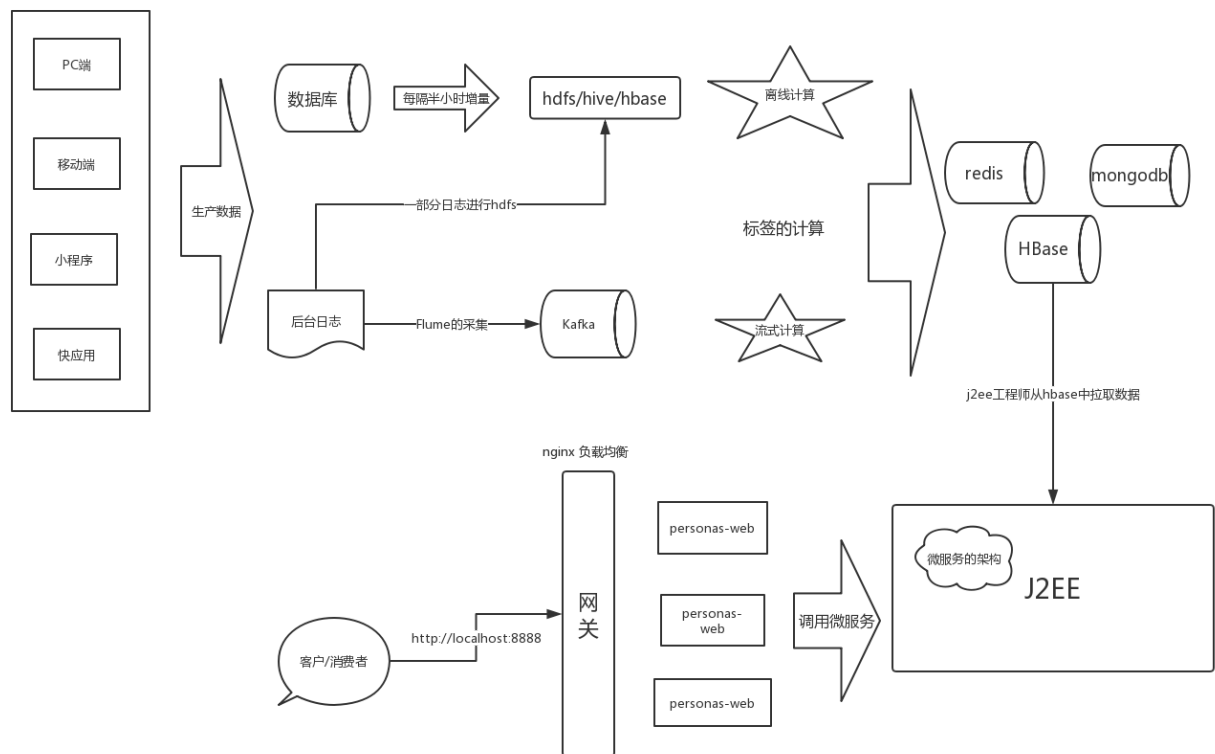 PC端
移动端
小程序
快应用
生产数据
数据库
每隔半小时增量
hdfs/hive/hbase
离线计算
一部分日志进行hdfs
标签的计算
后台日志
Flume的采集
Kafka
流式计算
redis
mongodb
HBase
j2ee工程师从hbase中拉取数据
nginx 负载均衡
网
关
客户/消费者
http://localhost:8888
personas-web
personas-
web
personas-web
调用微服务
微服务的架构
J2EE